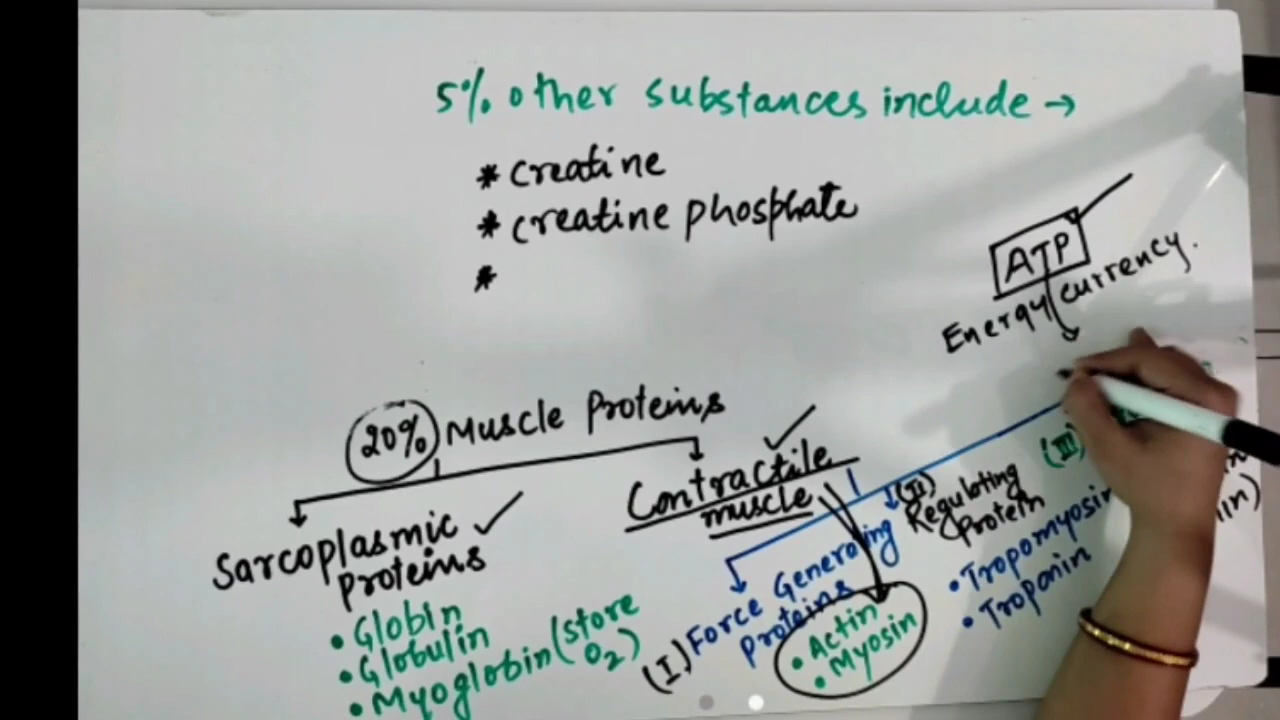 5% other substances include →
* creatine
* creatine phosphate
*
ATP
Energy currency.
20% Muscle Proteins
Sarcoplasmic
Proteins
• Globin
• Globulin
• Myoglobin (store
O2)
Contractile
muscle
(I) Force Generating
Proteins
• Actin
• Myosin
(II)
Regulating
Protein
• Tropomyosin
• Troponin
(III)